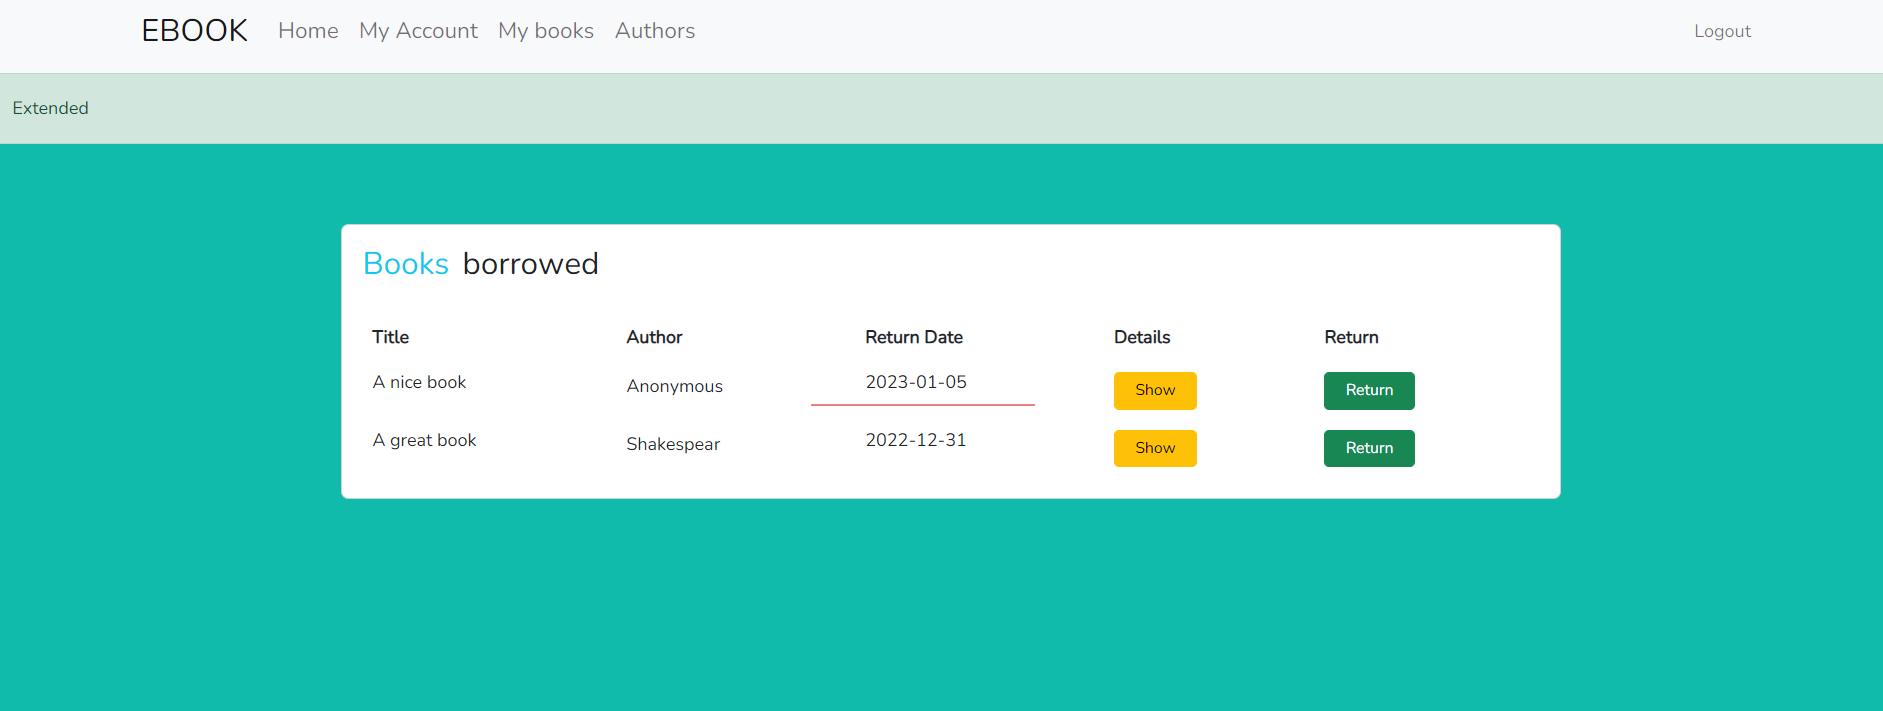 EBOOK Home My Account My books Authors Logout
Extended
Books borrowed
Title Author Return Date Details Return
A nice book Anonymous 2023-01-05 Show Return
A great book Shakespear 2022-12-31 Show Return